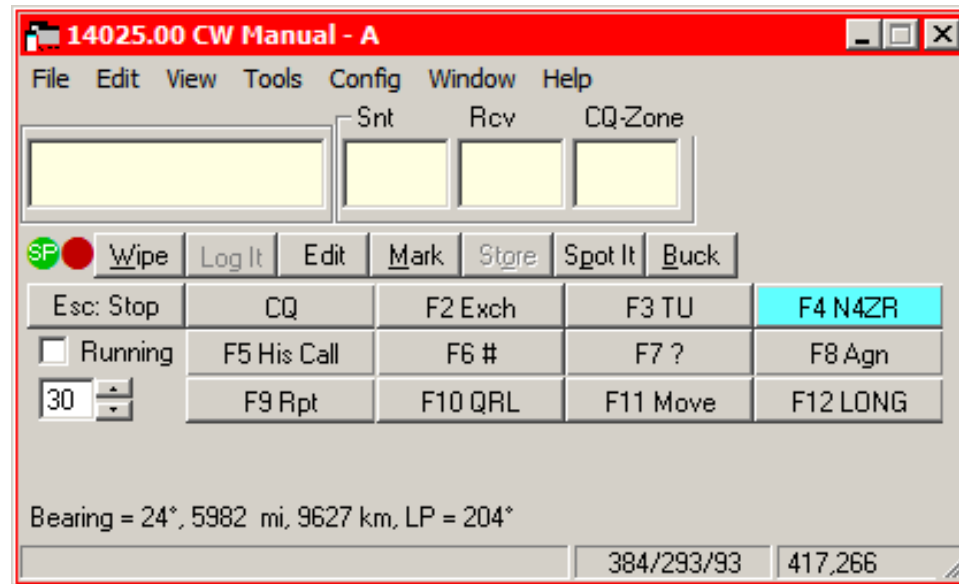 14025.00 CW Manual - A
File Edit View Tools Config Window Help
Snt Rcv CQ-Zone
SP Wipe Log It Edit Mark Store Spot It Buck
Esc: Stop CQ F2 Exch F3 TU F4 N4ZR
Running F5 His Call F6 # F7 ? F8 Agn
30 F9 Rpt F10 QRL F11 Move F12 LONG
Bearing = 24°, 5982 mi, 9627 km, LP = 204°
384/293/93 417,266